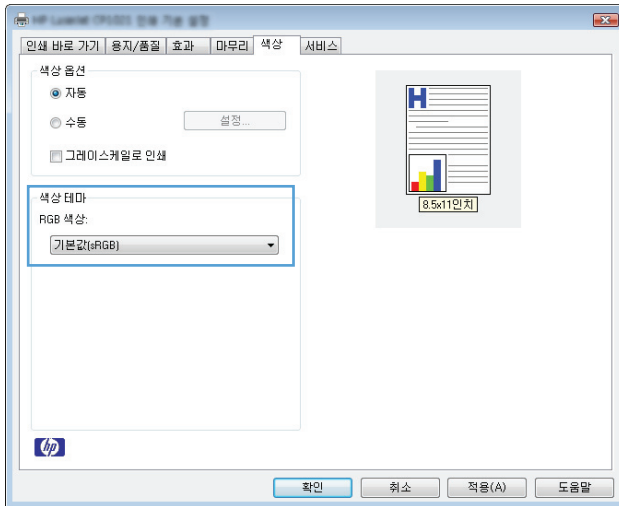 인쇄 바로 가기 용지/품질 효과 마무리 색상 서비스
색상 옵션
자동
수동 설정...
그레이스케일로 인쇄
H
8.5x11인치
색상 테마
RGB 색상:
기본값(sRGB)
hp
확인 취소 적용(A) 도움말